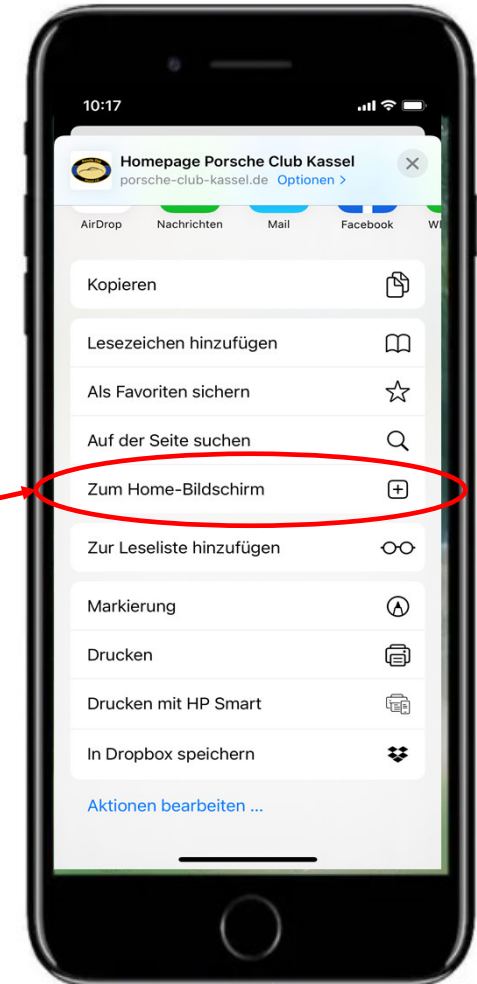 10:17
Homepage Porsche Club Kassel
porsche-club-kassel.de Optionen >
AirDrop Nachrichten Mail Facebook
Kopieren
Lesezeichen hinzufügen
Als Favoriten sichern
Auf der Seite suchen
Zum Home-Bildschirm
Zur Leseliste hinzufügen
Markierung
Drucken
Drucken mit HP Smart
In Dropbox speichern
Aktionen bearbeiten ...